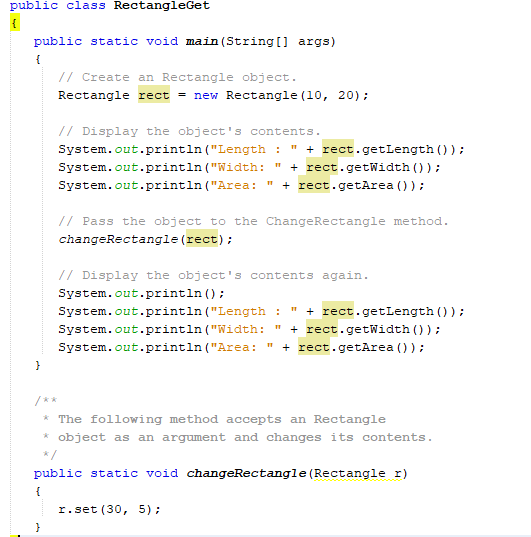 public class RectangleGet
{
public static void main(String[] args)
{
// Create an Rectangle object.
Rectangle rect = new Rectangle(10, 20);
// Display the object's contents.
System.out.println("Length : " + rect.getLength());
System.out.println("Width: " + rect.getWidth());
System.out.println("Area: " + rect.getArea());
// Pass the object to the ChangeRectangle method.
changeRectangle(rect);
// Display the object's contents again.
System.out.println();
System.out.println("Length : " + rect.getLength());
System.out.println("Width: " + rect.getWidth());
System.out.println("Area: " + rect.getArea());
}
/**
* The following method accepts an Rectangle
* object as an argument and changes its contents.
*/
public static void changeRectangle(Rectangle r)
{
r.set(30, 5);
}